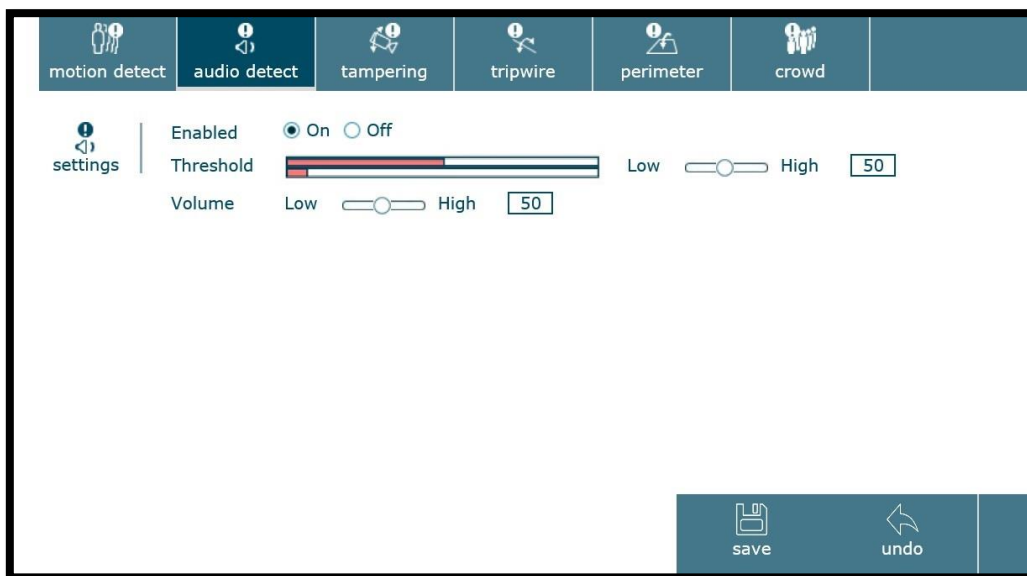 motion detect audio detect tampering tripwire perimeter crowd
settings
Enabled On Off
Threshold Low High 50
Volume Low High 50
save undo